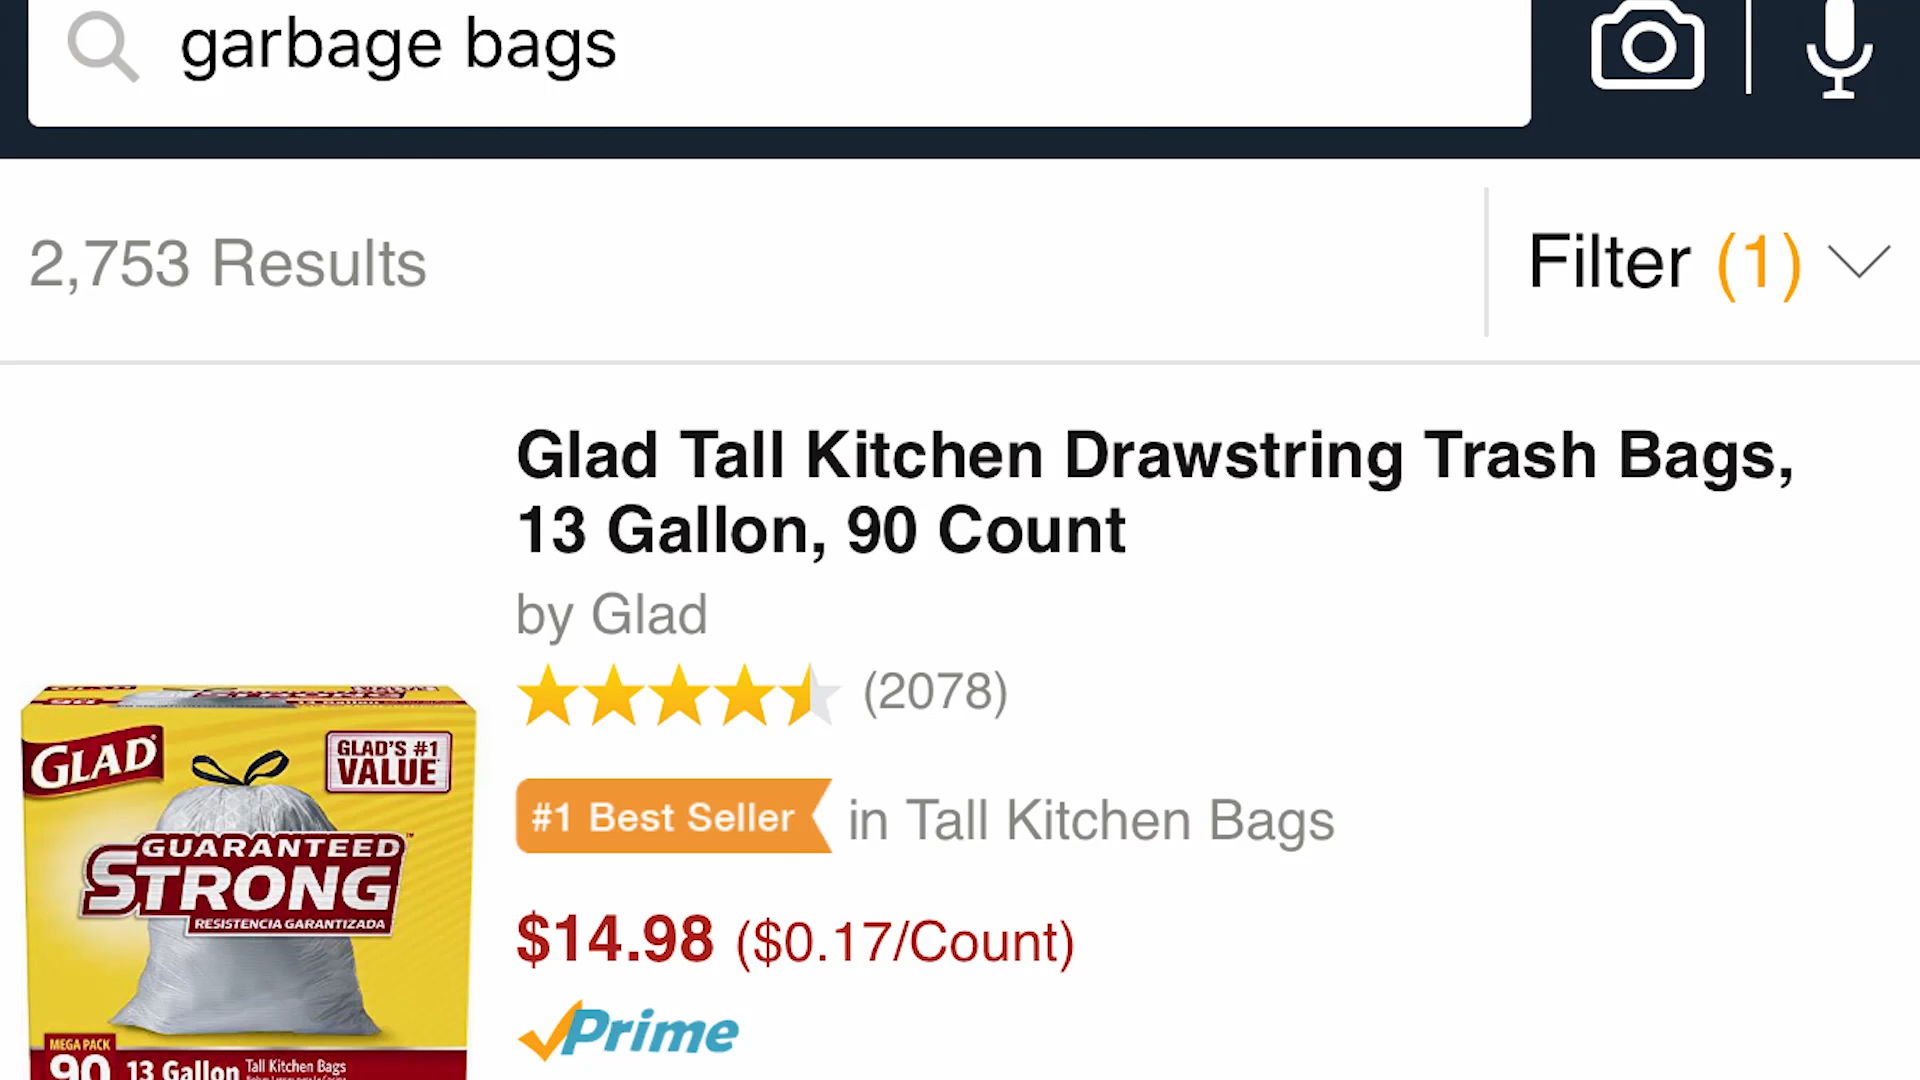 garbage bags
2,753 Results
Filter (1)
Glad Tall Kitchen Drawstring Trash Bags,
13 Gallon, 90 Count
by Glad
(2078)
#1 Best Seller in Tall Kitchen Bags
$14.98 ($0.17/Count)
Prime
GLAD
GLAD'S #1
VALUE
GUARANTEED
STRONG™
RESISTENCIA GARANTIZADA
MEGA PACK
90 13 Gallon Tall Kitchen Bags